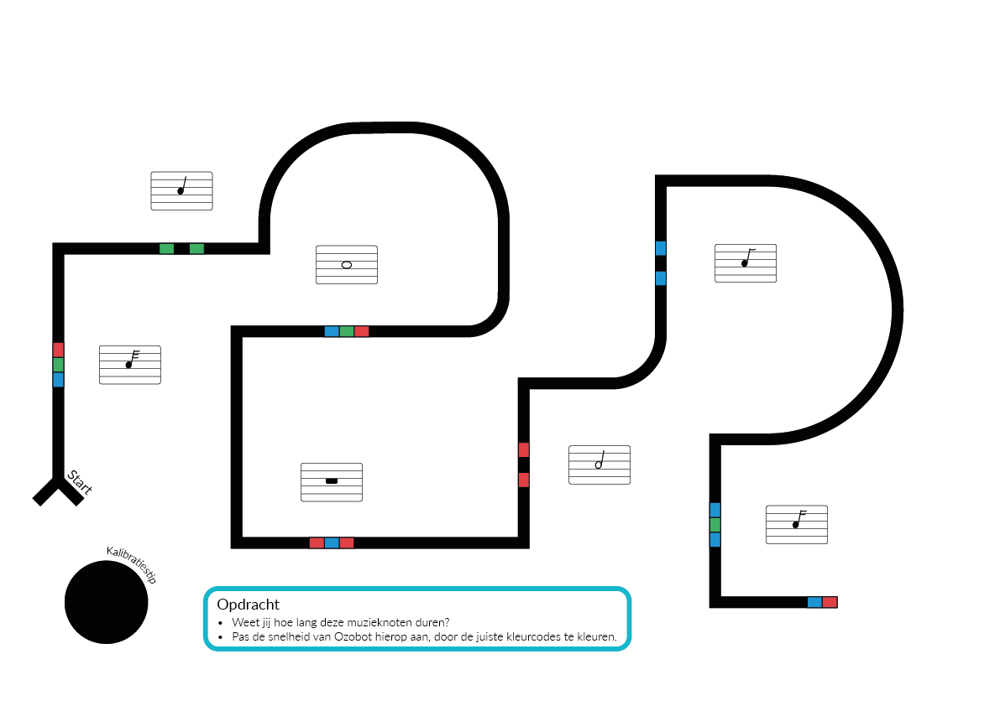 Start
Kalibratiestip
Opdracht
• Weet jij hoe lang deze muzieknoten duren?
• Pas de snelheid van Ozobot hierop aan, door de juiste kleurcodes te kleuren.